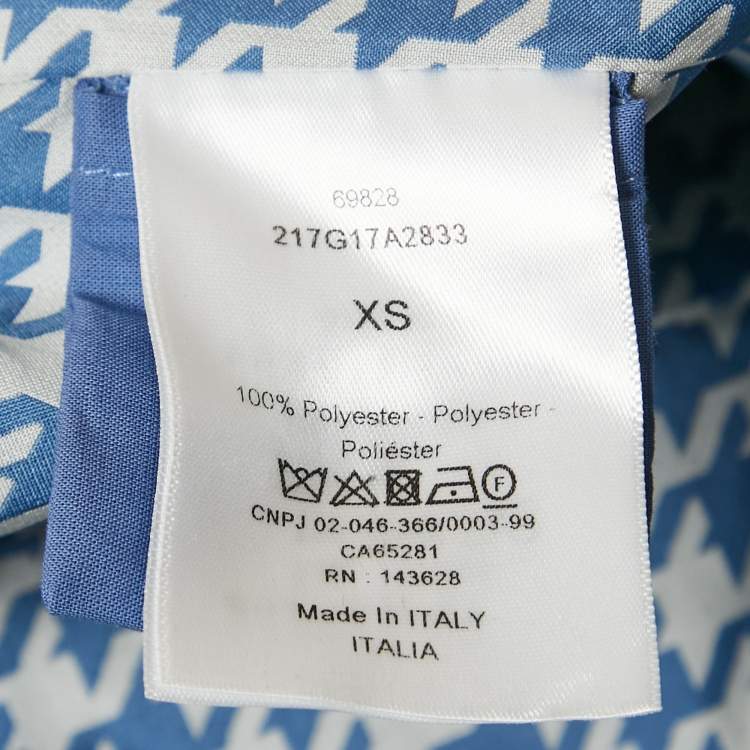 69828
217G17A2833
XS
100% Polyester - Polyester -
Poliéster
F
CNPJ 02-046-366/0003-99
CA65281
RN : 143628
Made In ITALY
ITALIA